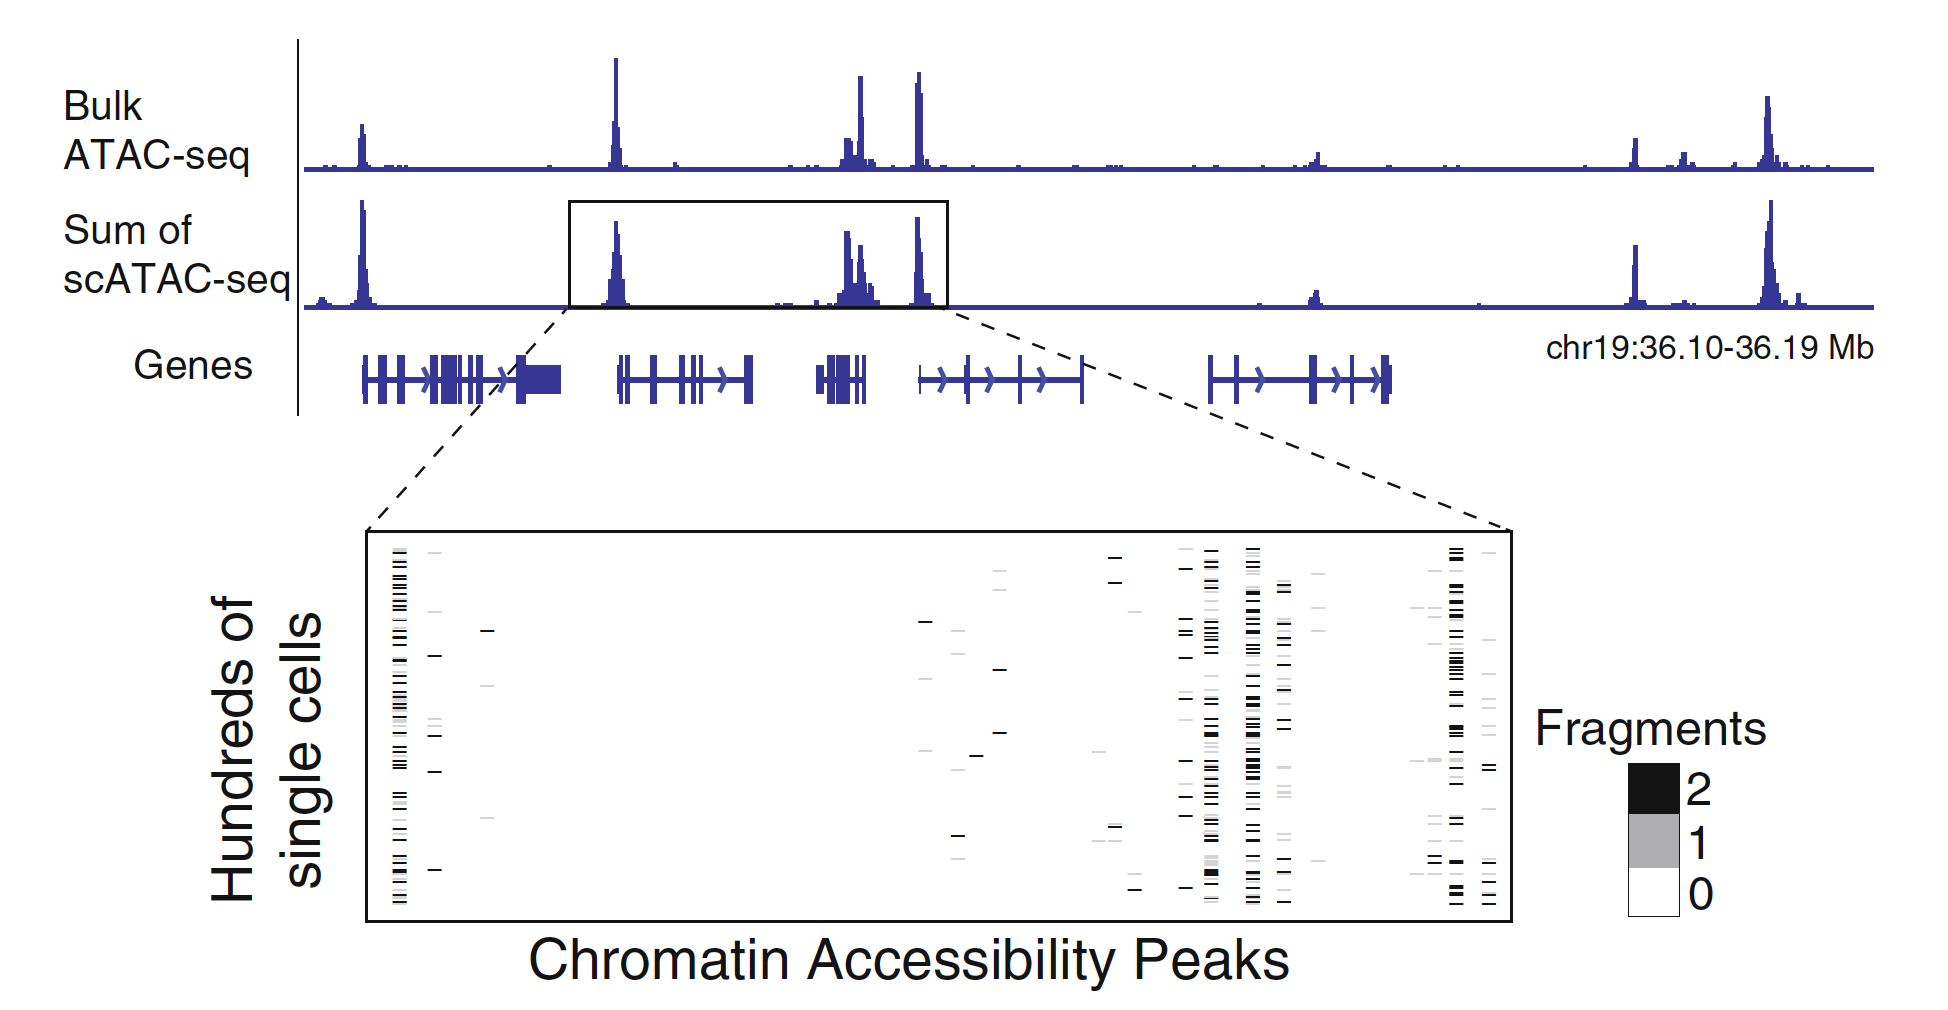 Bulk
ATAC-seq
Sum of
scATAC-seq
Genes
chr19:36.10-36.19 Mb
Hundreds of
single cells
Chromatin Accessibility Peaks
Fragments
2
1
0